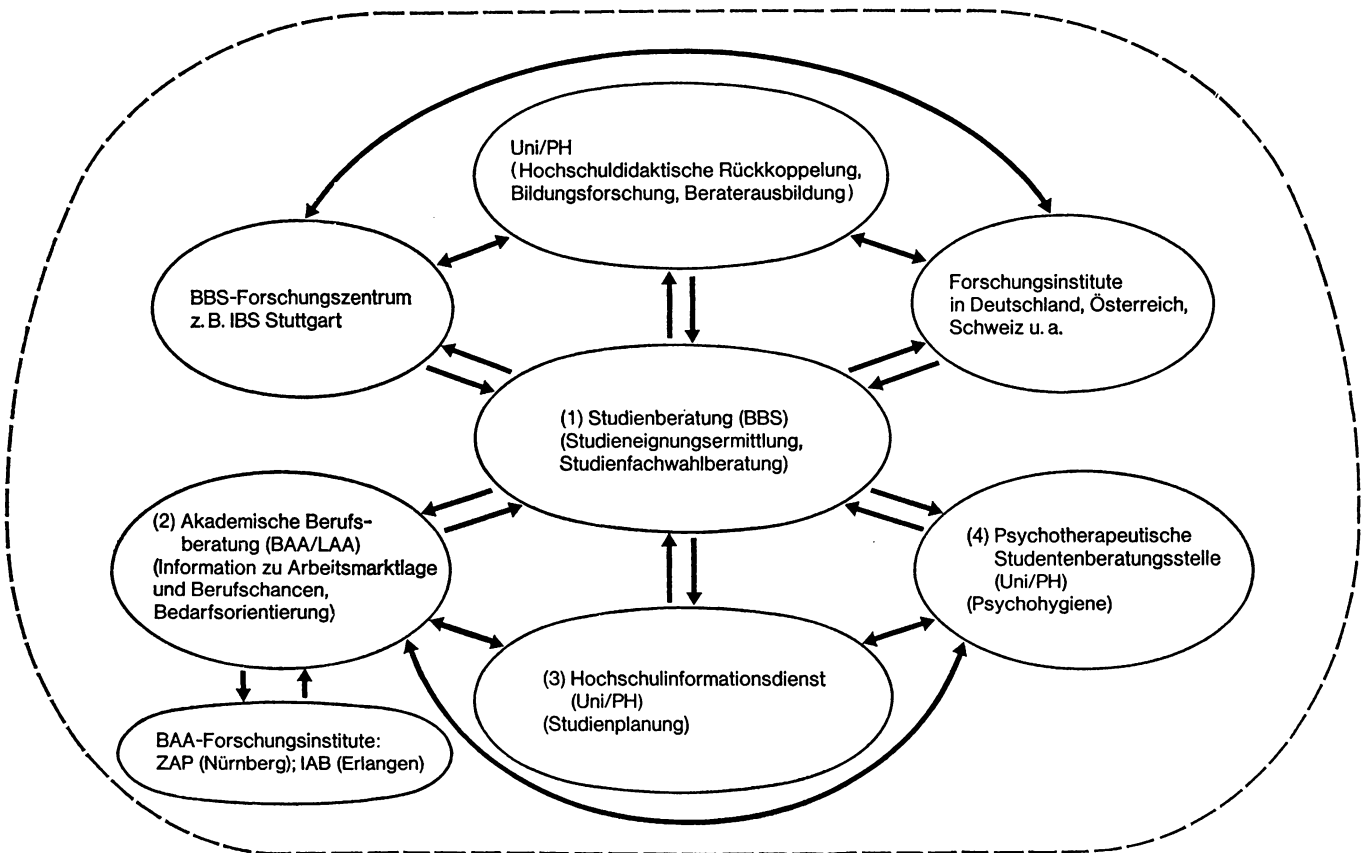 Uni/PH
(Hochschuldidaktische Rückkoppelung,
Bildungsforschung, Beraterausbildung)
BBS-Forschungszentrum
z. B. IBS Stuttgart
Forschungsinstitute
in Deutschland, Österreich,
Schweiz u. a.
(1) Studienberatung (BBS)
(Studieneignungsermittlung,
Studienfachwahlberatung)
(2) Akademische Berufs-
beratung (BAA/LAA)
(Information zu Arbeitsmarktlage
und Berufschancen,
Bedarfsorientierung)
(4) Psychotherapeutische
Studentenberatungsstelle
(Uni/PH)
(Psychohygiene)
(3) Hochschulinformationsdienst
(Uni/PH)
(Studienplanung)
BAA-Forschungsinstitute:
ZAP (Nürnberg); IAB (Erlangen)